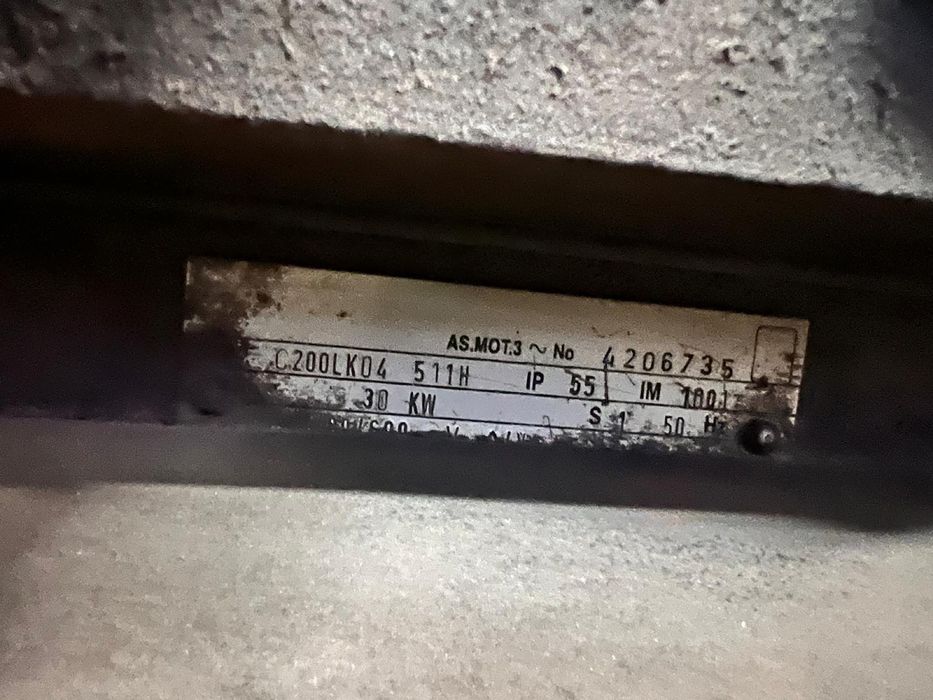 AS.MOT.3 ~ No 4206735
C200LK04 511H IP 55 IM 1001
30 KW S 1 50 Hz